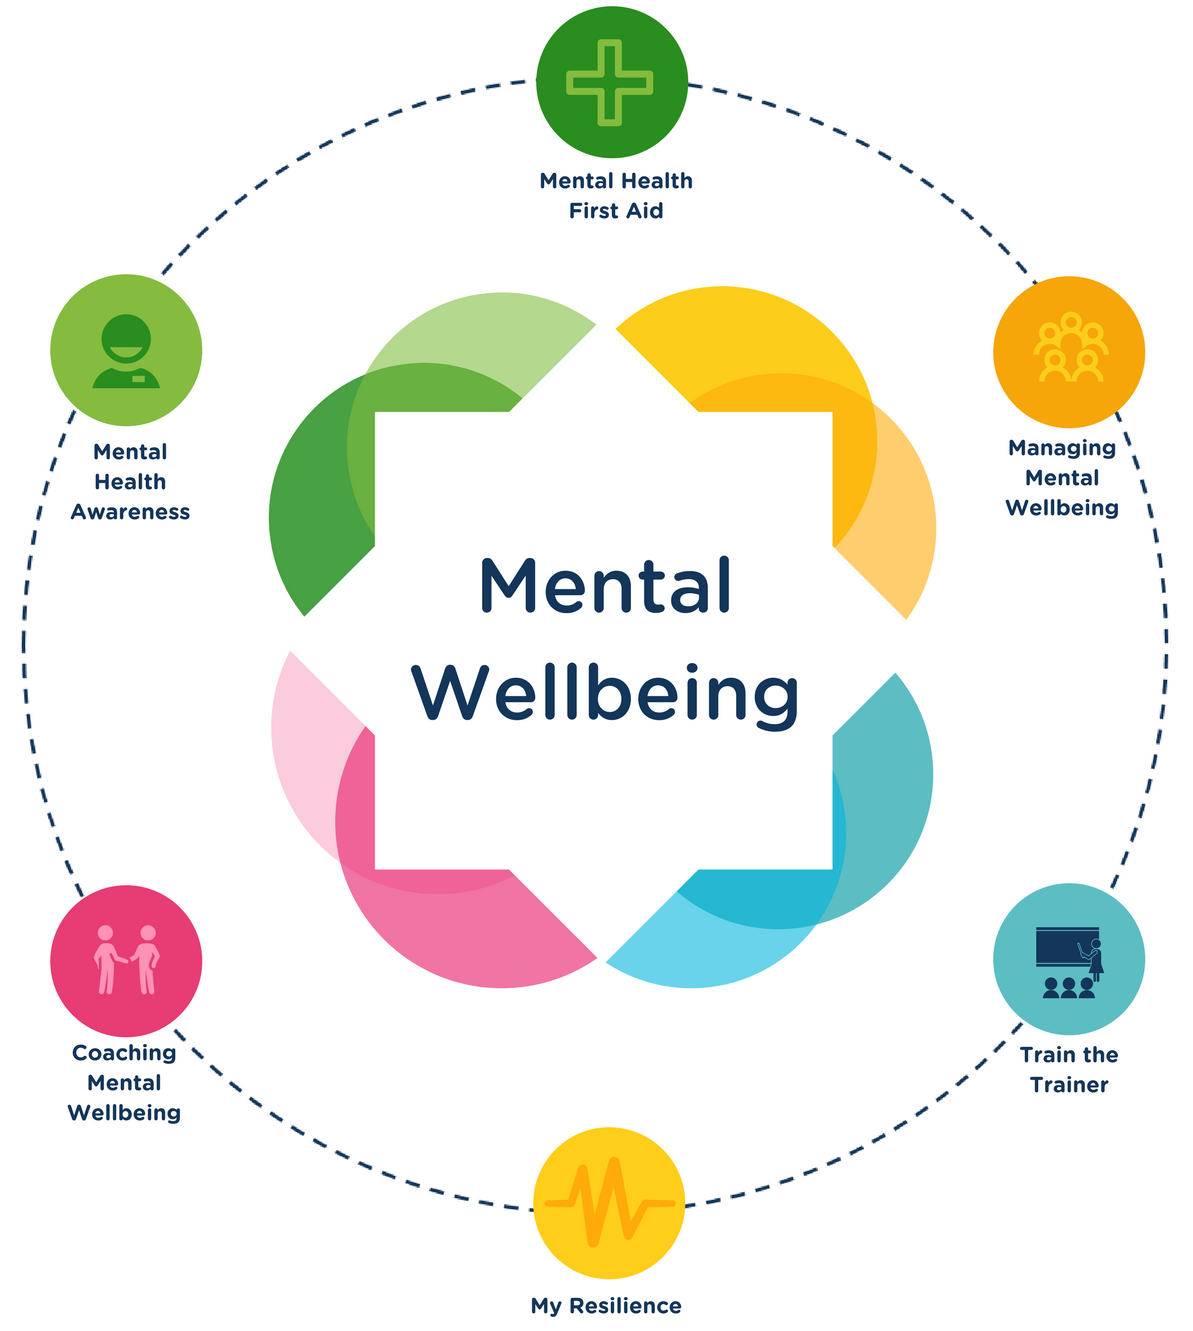 Mental Health
First Aid
Mental
Health
Awareness
Managing
Mental
Wellbeing
Mental
Wellbeing
Coaching
Mental
Wellbeing
Train the
Trainer
My Resilience